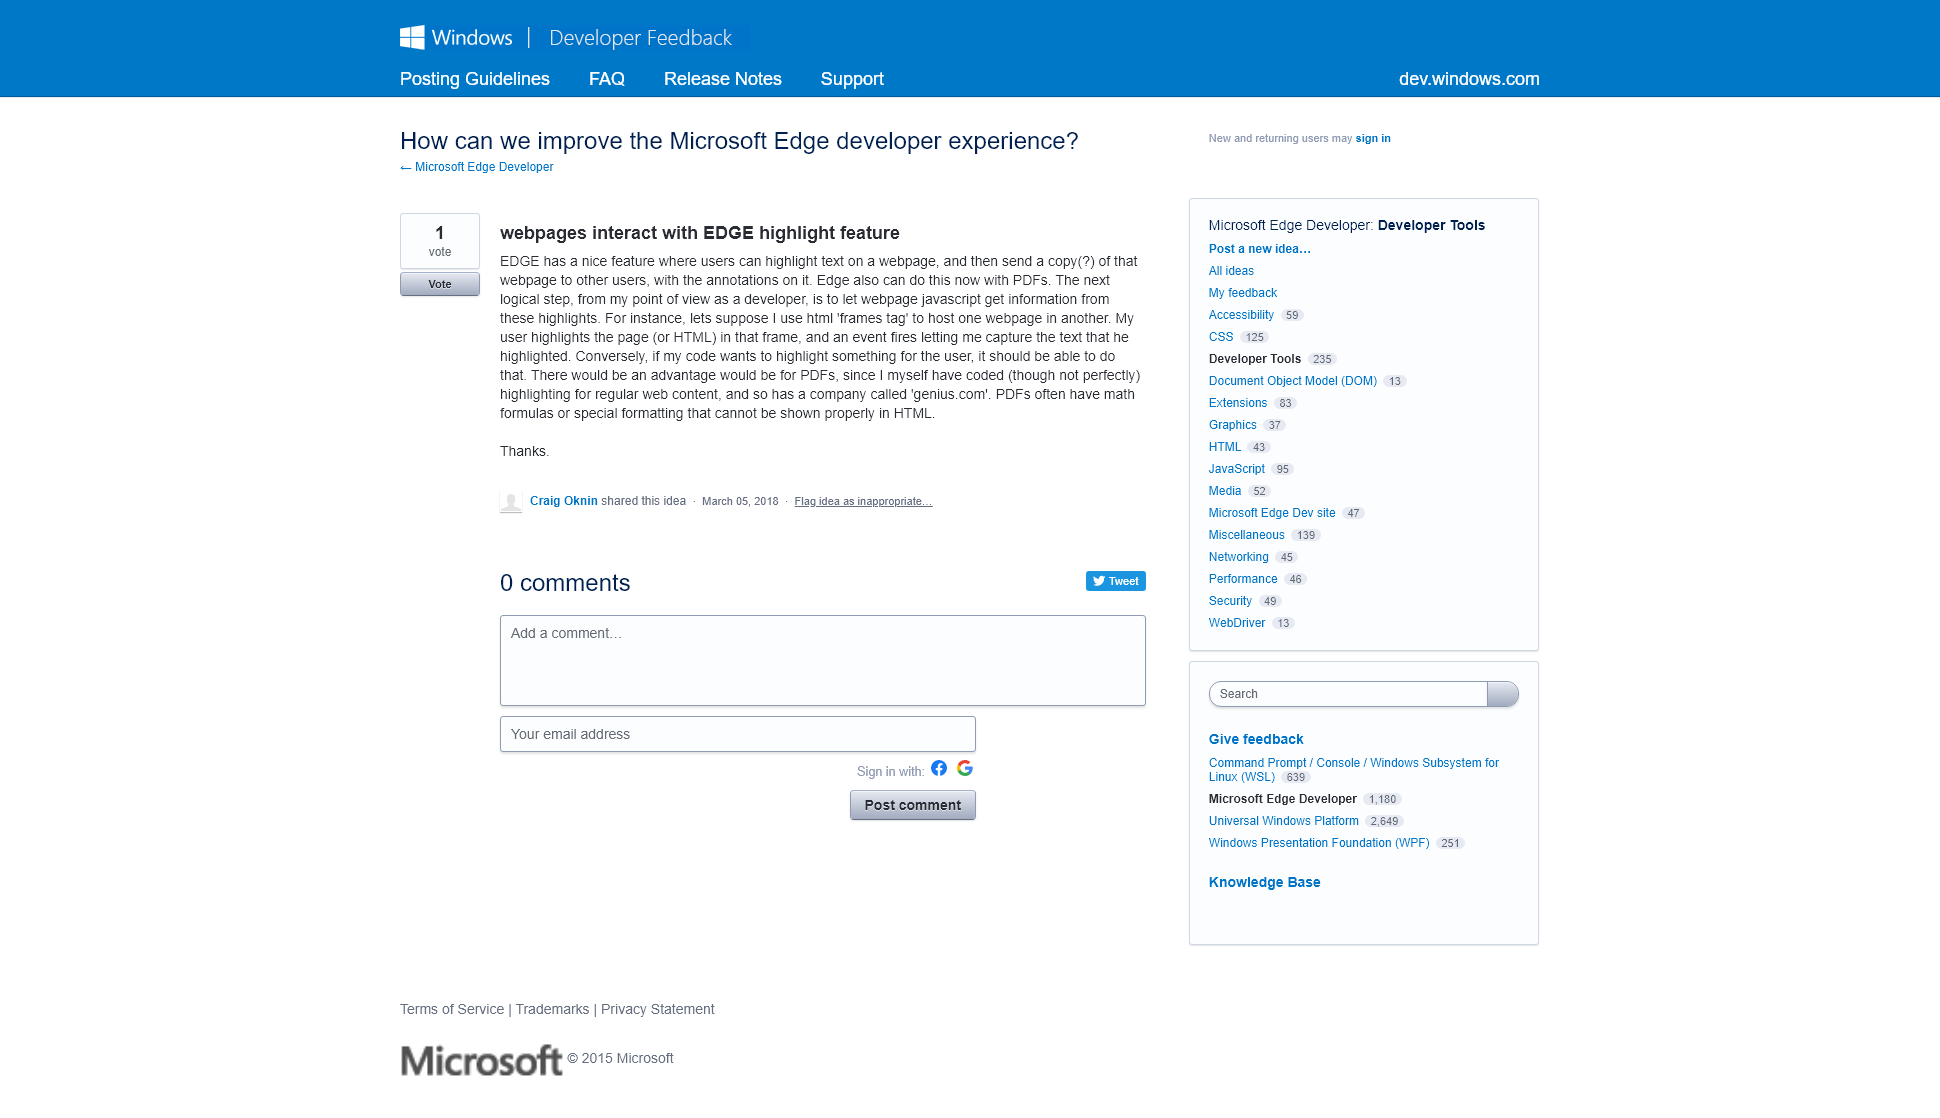 Windows | Developer Feedback
Posting Guidelines FAQ Release Notes Support dev.windows.com
How can we improve the Microsoft Edge developer experience?
← Microsoft Edge Developer
New and returning users may sign in
1
vote
Vote
webpages interact with EDGE highlight feature
EDGE has a nice feature where users can highlight text on a webpage, and then send a copy(?) of that
webpage to other users, with the annotations on it. Edge also can do this now with PDFs. The next
logical step, from my point of view as a developer, is to let webpage javascript get information from
these highlights. For instance, lets suppose I use html 'frames tag' to host one webpage in another. My
user highlights the page (or HTML) in that frame, and an event fires letting me capture the text that he
highlighted. Conversely, if my code wants to highlight something for the user, it should be able to do
that. There would be an advantage would be for PDFs, since I myself have coded (though not perfectly)
highlighting for regular web content, and so has a company called 'genius.com'. PDFs often have math
formulas or special formatting that cannot be shown properly in HTML.
Thanks.
Craig Oknin shared this idea · March 05, 2018 · Flag idea as inappropriate…
0 comments
Tweet
Add a comment…
Your email address
Sign in with:
Post comment
Microsoft Edge Developer: Developer Tools
Post a new idea…
All ideas
My feedback
Accessibility 59
CSS 125
Developer Tools 235
Document Object Model (DOM) 13
Extensions 83
Graphics 37
HTML 43
JavaScript 95
Media 52
Microsoft Edge Dev site 47
Miscellaneous 139
Networking 45
Performance 46
Security 49
WebDriver 13
Search
Give feedback
Command Prompt / Console / Windows Subsystem for
Linux (WSL) 639
Microsoft Edge Developer 1,180
Universal Windows Platform 2,649
Windows Presentation Foundation (WPF) 251
Knowledge Base
Terms of Service | Trademarks | Privacy Statement
Microsoft © 2015 Microsoft